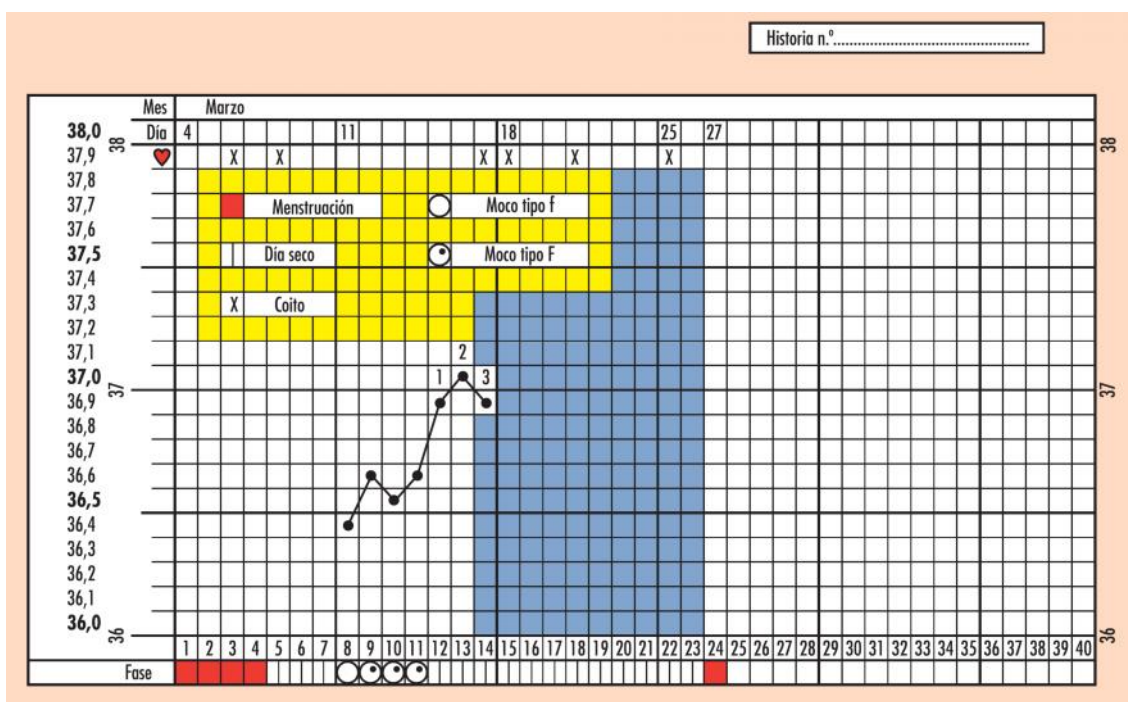 Historia n.º................................................
Mes Marzo
38,0 Día 4 11 18 25 27
38 38
37,9 X X X X X X
37,8
37,7 Menstruación Moco tipo f
37,6
37,5 Día seco Moco tipo F
37,4
37,3 X Coito
37,2
37,1 2
37,0 1 3
37 37
36,9
36,8
36,7
36,6
36,5
36,4
36,3
36,2
36,1
36,0
36 36
1 2 3 4 5 6 7 8 9 10 11 12 13 14 15 16 17 18 19 20 21 22 23 24 25 26 27 28 29 30 31 32 33 34 35 36 37 38 39 40
Fase